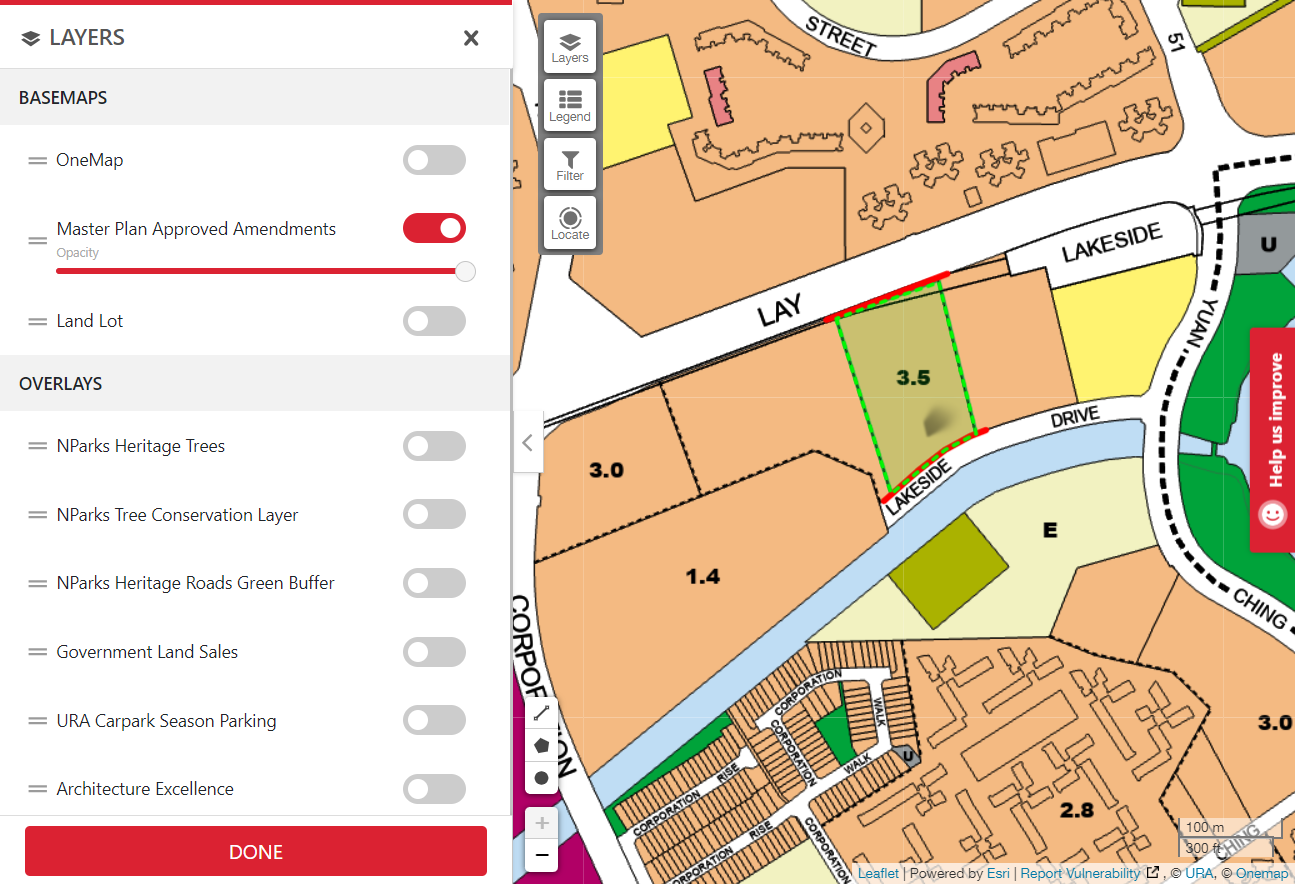 LAYERS
BASEMAPS
OneMap
Master Plan Approved Amendments
Opacity
Land Lot
OVERLAYS
NParks Heritage Trees
NParks Tree Conservation Layer
NParks Heritage Roads Green Buffer
Government Land Sales
URA Carpark Season Parking
Architecture Excellence
DONE
Layers
Legend
Filter
Locate
STREET
51
LAKESIDE
U
LAY
YUAN,
3.5
DRIVE
LAKESIDE
3.0
E
1.4
CHING
CORPORATION
CORPORATION
WALK
CORPORATION
3.0
U
WALK
RISE
CORPORATION
2.8
RISE
CORPORATION
CORPORATION
CHING
Help us improve
+
−
100 m
300 ft
Leaflet | Powered by Esri | Report Vulnerability , © URA, © Onemap